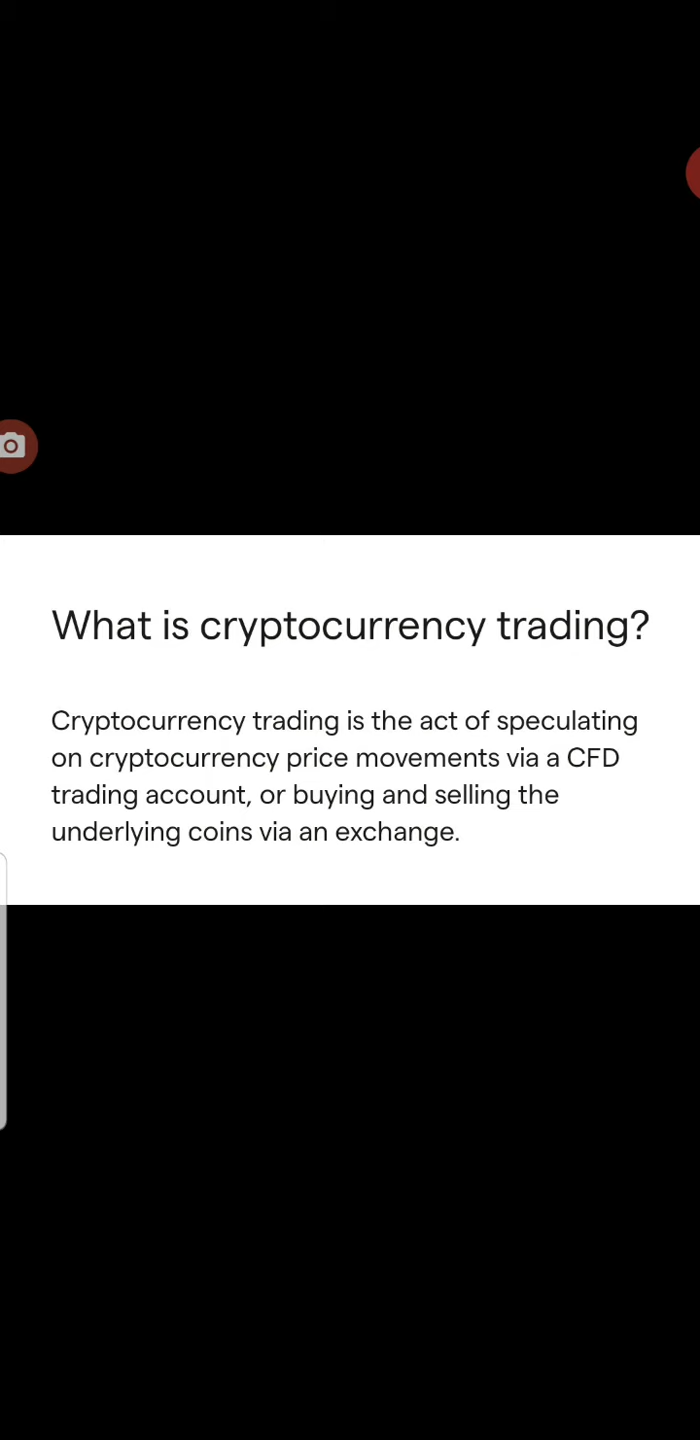 What is cryptocurrency trading?
Cryptocurrency trading is the act of speculating
on cryptocurrency price movements via a CFD
trading account, or buying and selling the
underlying coins via an exchange.